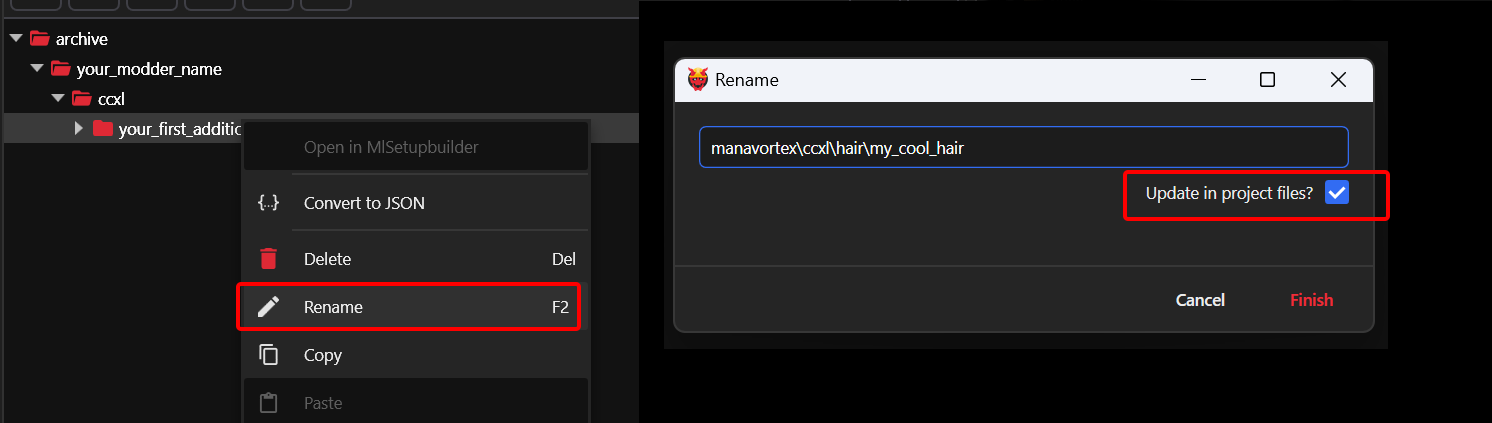 archive
your_modder_name
ccxl
your_first_additic
Open in MlSetupbuilder
Convert to JSON
Delete Del
Rename F2
Copy
Paste
Rename
manavortex\ccxl\hair\my_cool_hair
Update in project files?
Cancel Finish